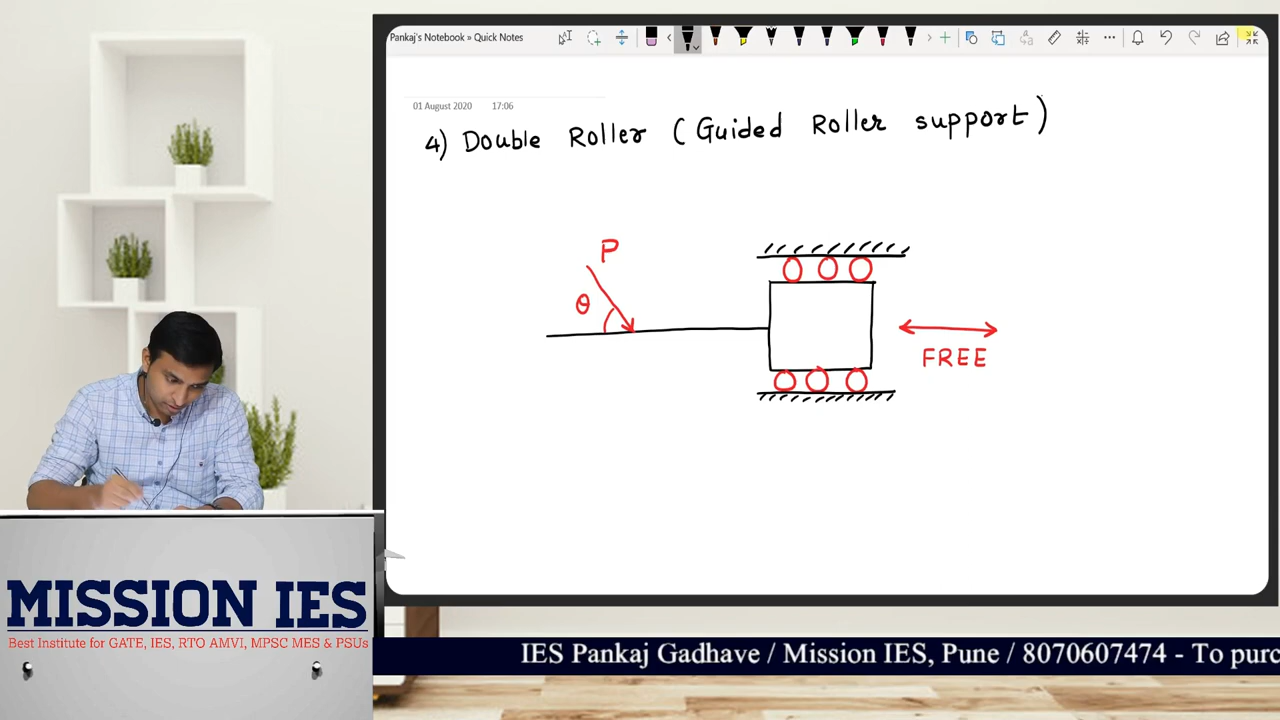 Pankaj's Notebook » Quick Notes
01 August 2020 17:06
4) Double Roller (Guided Roller support)
P
θ
FREE
MISSION IES
Best Institute for GATE, IES, RTO AMVI, MPSC MES & PSUs
IES Pankaj Gadhave / Mission IES, Pune / 8070607474 - To purc